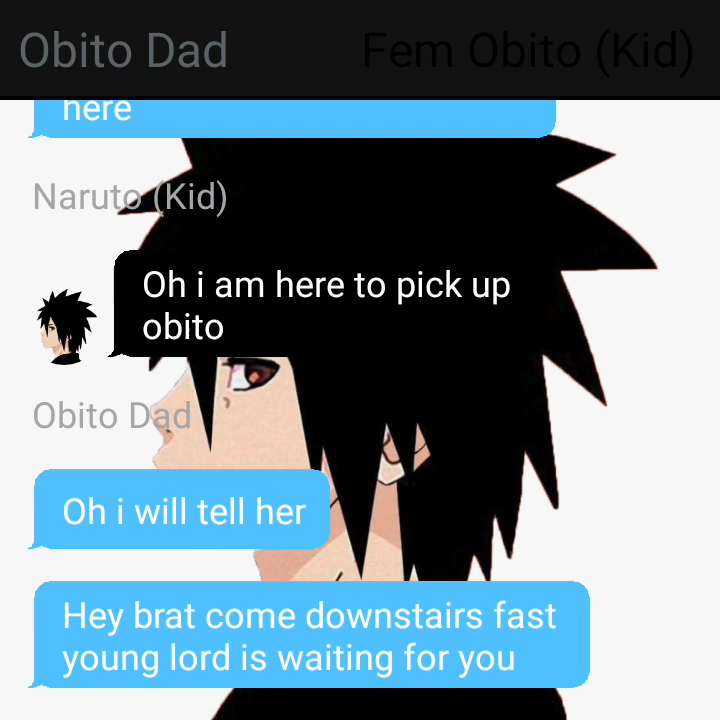 Obito Dad
Fem Obito (Kid)
here
Naruto (Kid)
Oh i am here to pick up
obito
Obito Dad
Oh i will tell her
Hey brat come downstairs fast
young lord is waiting for you